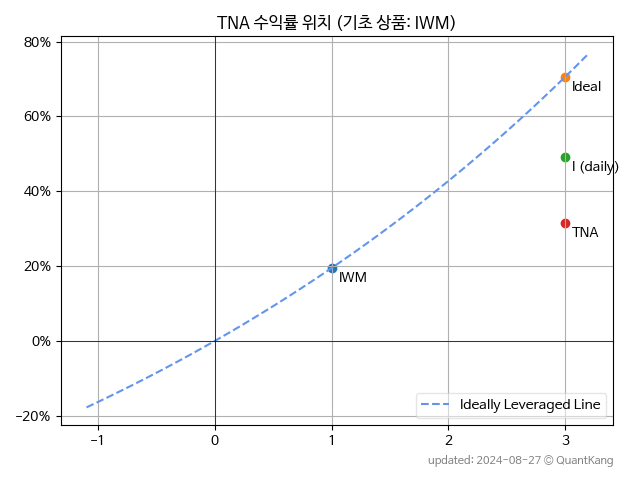 TNA 수익률 위치 (기초 상품: IWM)
80%
60%
40%
20%
0%
−20%
Ideal
I (daily)
TNA
IWM
Ideally Leveraged Line
−1
0
1
2
3
updated: 2024-08-27 © QuantKang